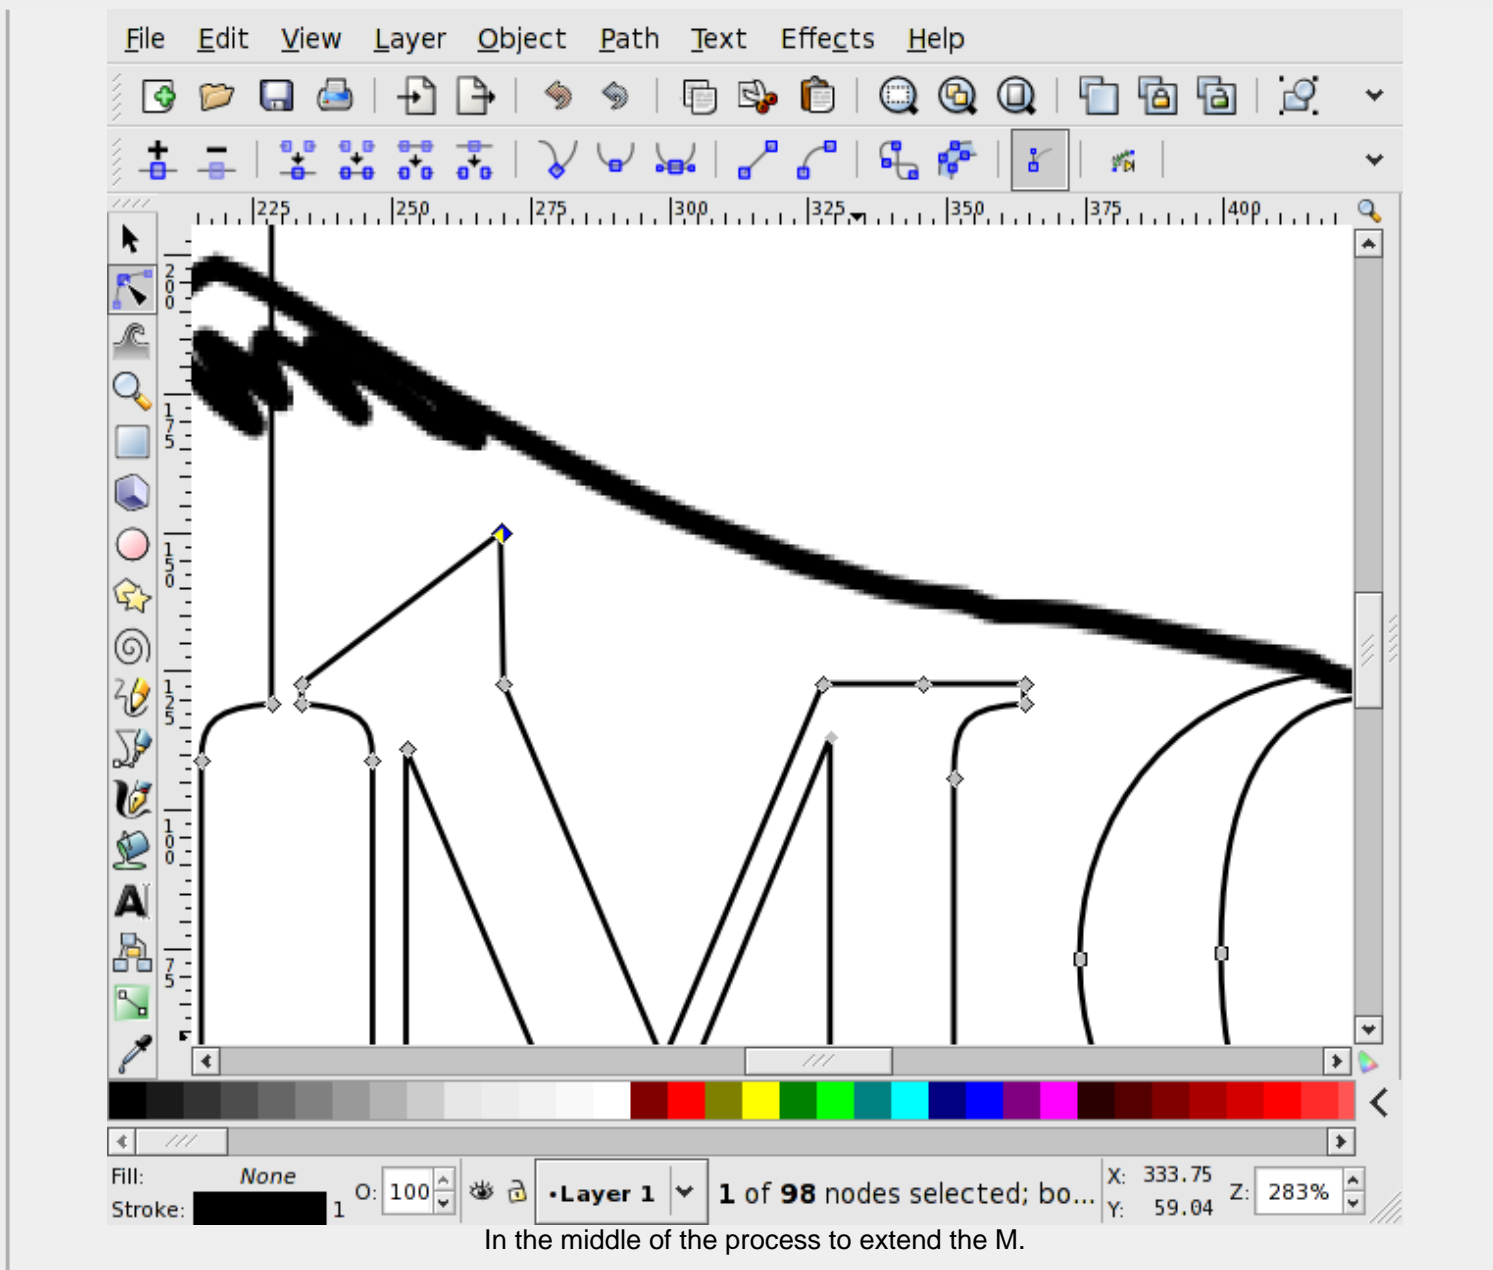 File Edit View Layer Object Path Text Effects Help
225 250 275 300 325 350 375 400
200
175
150
125
100
75
A
Fill: None
Stroke: 1
O: 100
•Layer 1
1 of 98 nodes selected; bo...
X: 333.75
Y: 59.04
Z: 283%
In the middle of the process to extend the M.